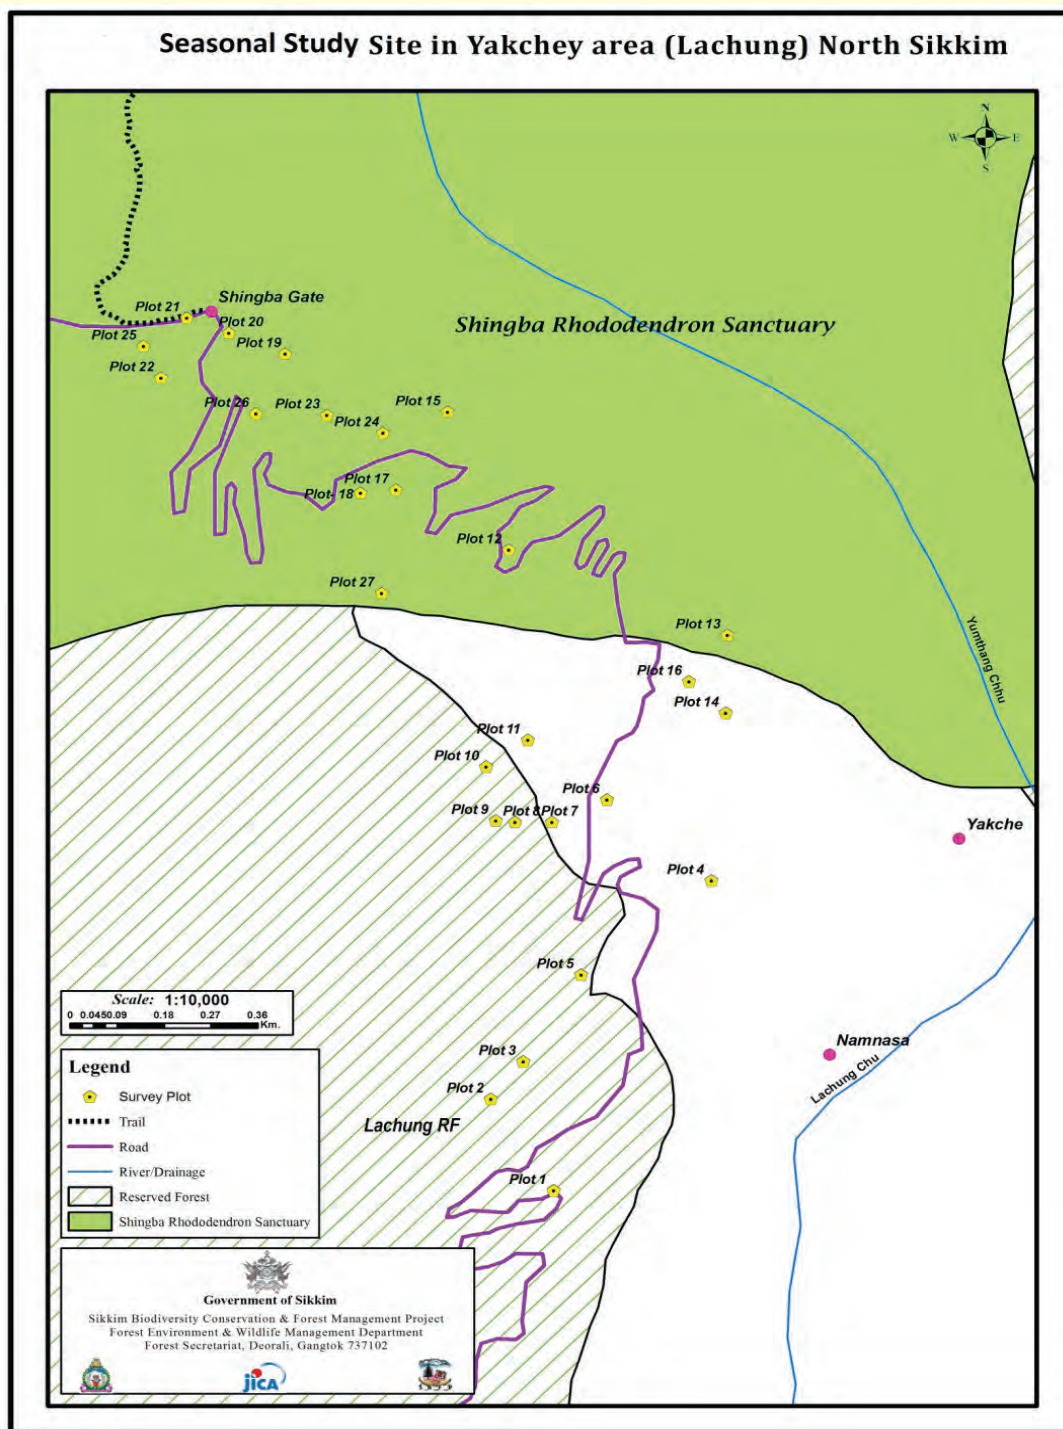 Seasonal Study Site in Yakchey area (Lachung) North Sikkim
N
W E
S
Shingba Gate
Plot 21
Plot 20
Plot 25
Plot 19
Plot 22
Shingba Rhododendron Sanctuary
Plot 26
Plot 23
Plot 15
Plot 24
Plot 17
Plot- 18
Plot 12
Plot 27
Plot 13
Yumthang Chhu
Plot 16
Plot 14
Plot 11
Plot 10
Plot 6
Plot 9
Plot 8
Plot 7
Yakche
Plot 4
Plot 5
Scale: 1:10,000
0 0.0450.09 0.18 0.27 0.36
Km.
Plot 3
Namnasa
Plot 2
Lachung Chu
Lachung RF
Plot 1
Legend
Survey Plot
Trail
Road
River/Drainage
Reserved Forest
Shingba Rhododendron Sanctuary
Government of Sikkim
Sikkim Biodiversity Conservation & Forest Management Project
Forest Environment & Wildlife Management Department
Forest Secretariat, Deorali, Gangtok 737102
jICA